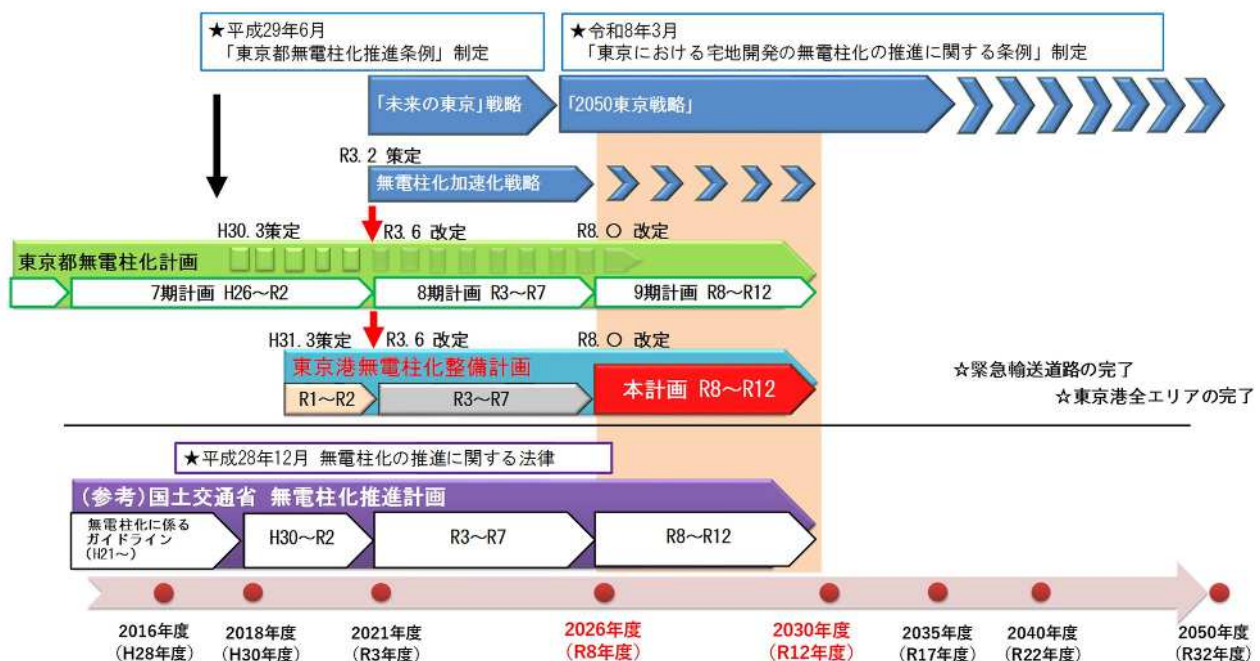 ★平成29年6月
「東京都無電柱化推進条例」制定
★令和8年3月
「東京における宅地開発の無電柱化の推進に関する条例」制定
「未来の東京」戦略
「2050東京戦略」
R3.2 策定
無電柱化加速化戦略
H30.3策定
R3.6 改定
R8.〇 改定
東京都無電柱化計画
7期計画 H26～R2
8期計画 R3～R7
9期計画 R8～R12
H31.3策定
R3.6 改定
R8.〇 改定
東京港無電柱化整備計画
R1～R2
R3～R7
本計画 R8～R12
☆緊急輸送道路の完了
☆東京港全エリアの完了
★平成28年12月 無電柱化の推進に関する法律
(参考)国土交通省 無電柱化推進計画
無電柱化に係る
ガイドライン
(H21～)
H30～R2
R3～R7
R8～R12
2016年度
(H28年度)
2018年度
(H30年度)
2021年度
(R3年度)
2026年度
(R8年度)
2030年度
(R12年度)
2035年度
(R17年度)
2040年度
(R22年度)
2050年度
(R32年度)